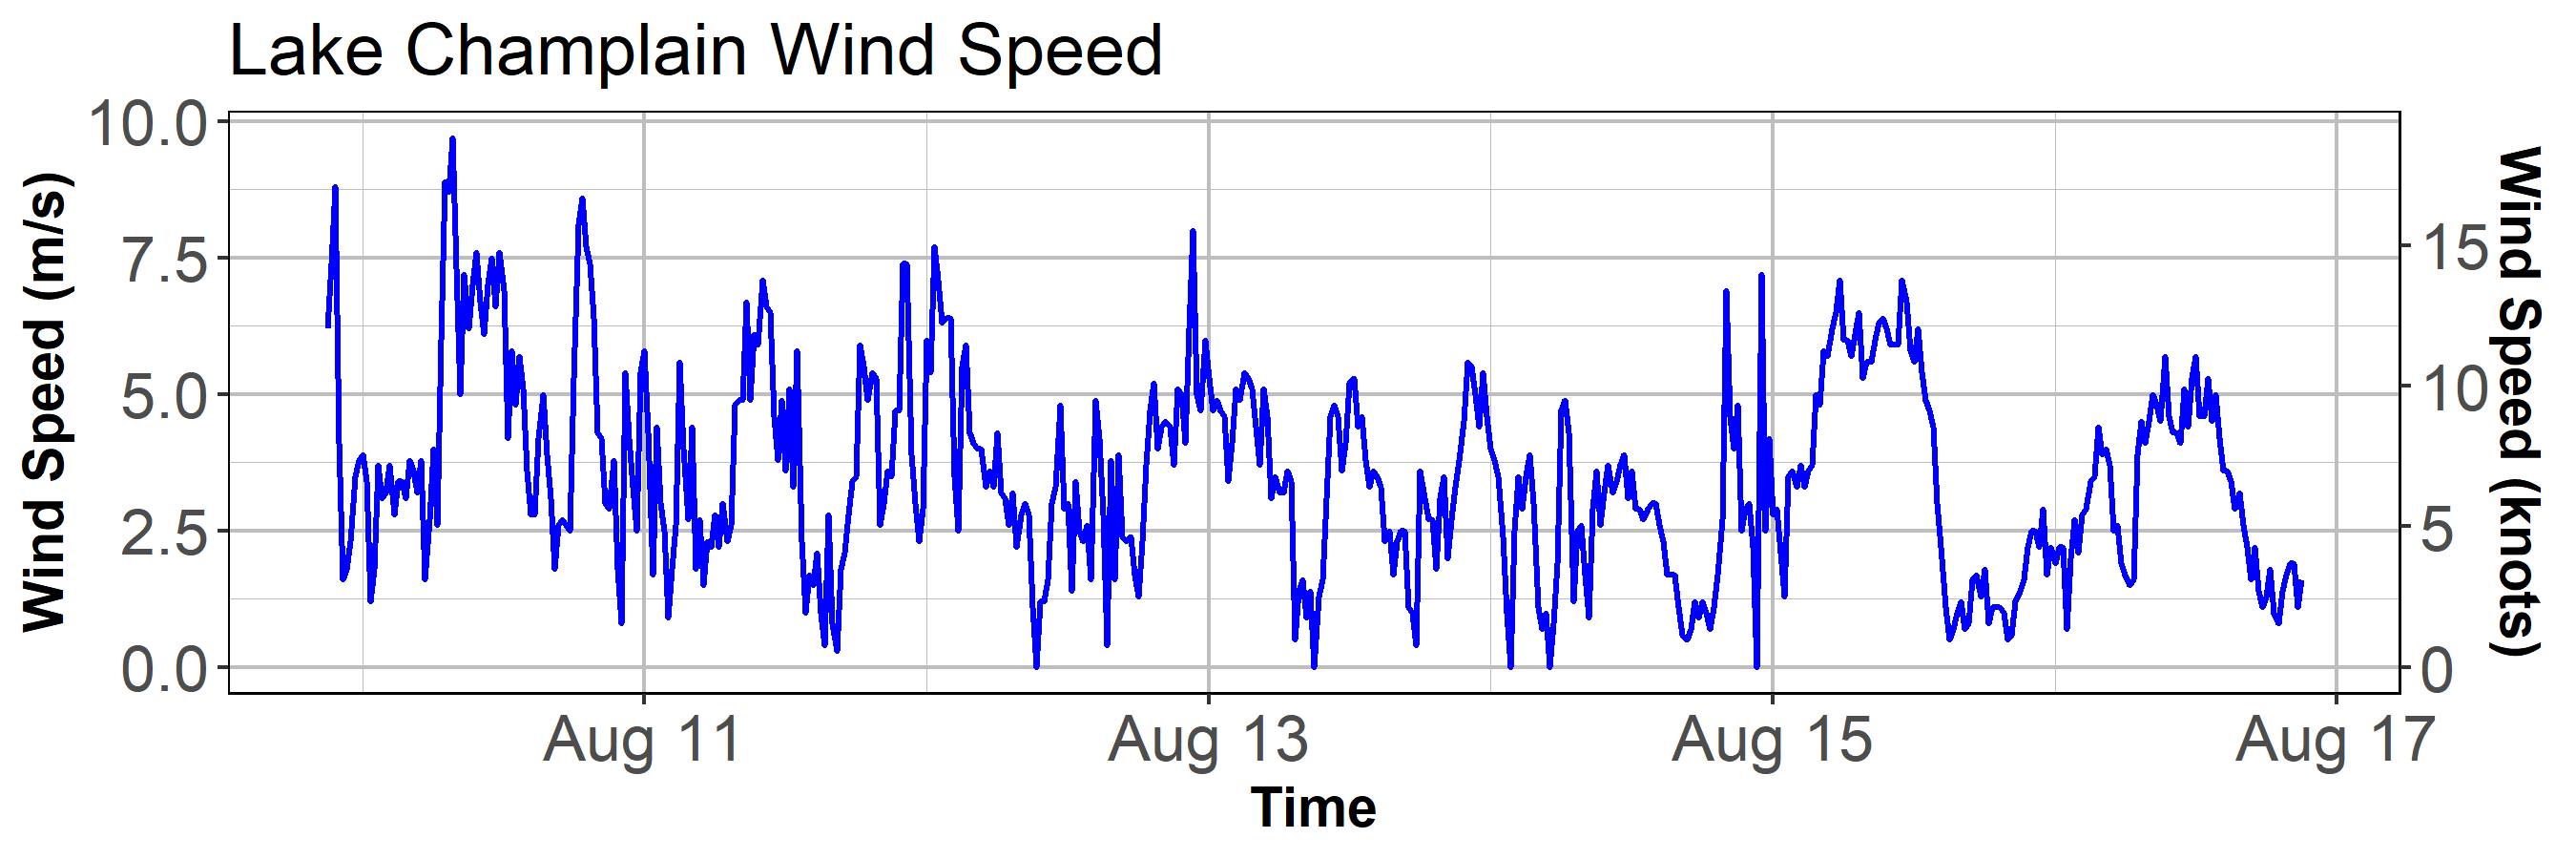 Lake Champlain Wind Speed
Wind Speed (m/s)
10.0
7.5
5.0
2.5
0.0
15
10
5
0
Wind Speed (knots)
Aug 11 Aug 13 Aug 15 Aug 17
Time